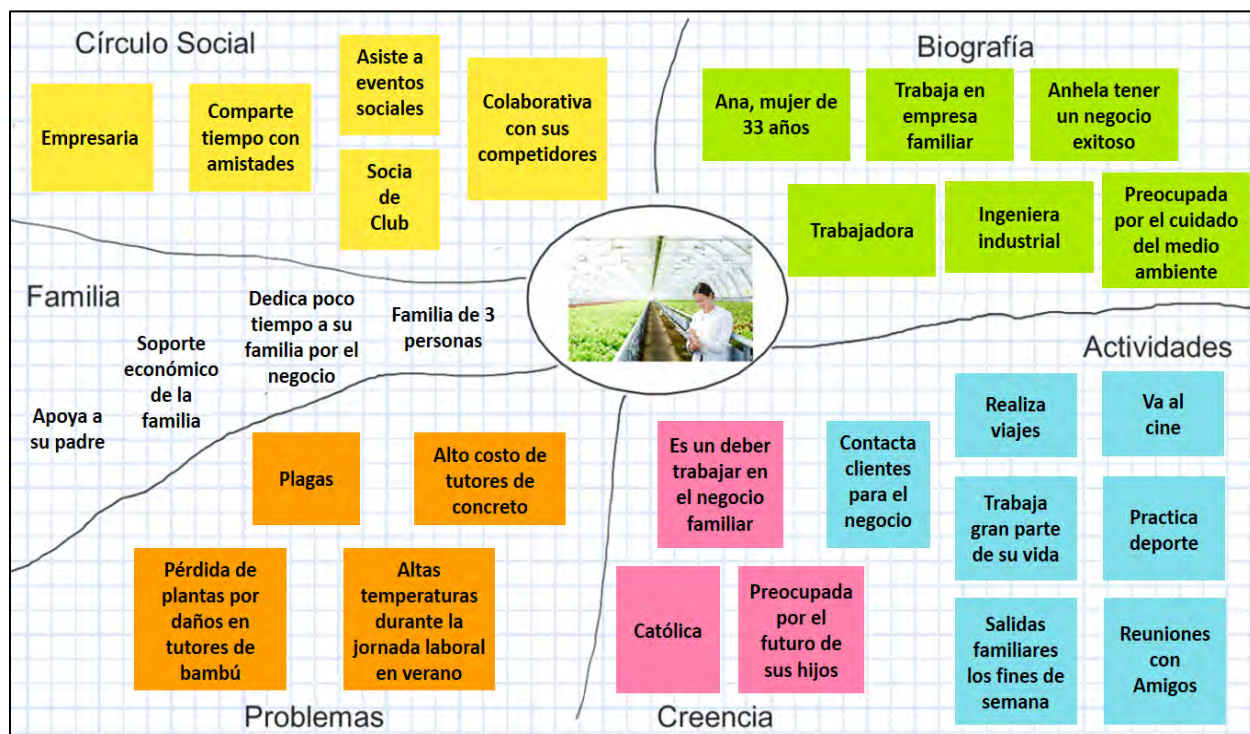 Círculo Social
Empresaria
Comparte
tiempo con
amistades
Asiste a
eventos
sociales
Socia
de
Club
Colaborativa
con sus
competidores
Biografía
Ana, mujer de
33 años
Trabaja en
empresa
familiar
Anhela tener
un negocio
exitoso
Trabajadora
Ingeniera
industrial
Preocupada
por el cuidado
del medio
ambiente
Familia
Apoya a
su padre
Soporte
económico
de la
familia
Dedica poco
tiempo a su
familia por el
negocio
Familia de 3
personas
Actividades
Realiza
viajes
Va al
cine
Contacta
clientes
para el
negocio
Trabaja
gran parte
de su vida
Practica
deporte
Salidas
familiares
los fines de
semana
Reuniones
con
Amigos
Plagas
Alto costo de
tutores de
concreto
Pérdida de
plantas por
daños en
tutores de
bambú
Altas
temperaturas
durante la
jornada laboral
en verano
Problemas
Es un deber
trabajar en
el negocio
familiar
Católica
Preocupada
por el
futuro de
sus hijos
Creencia